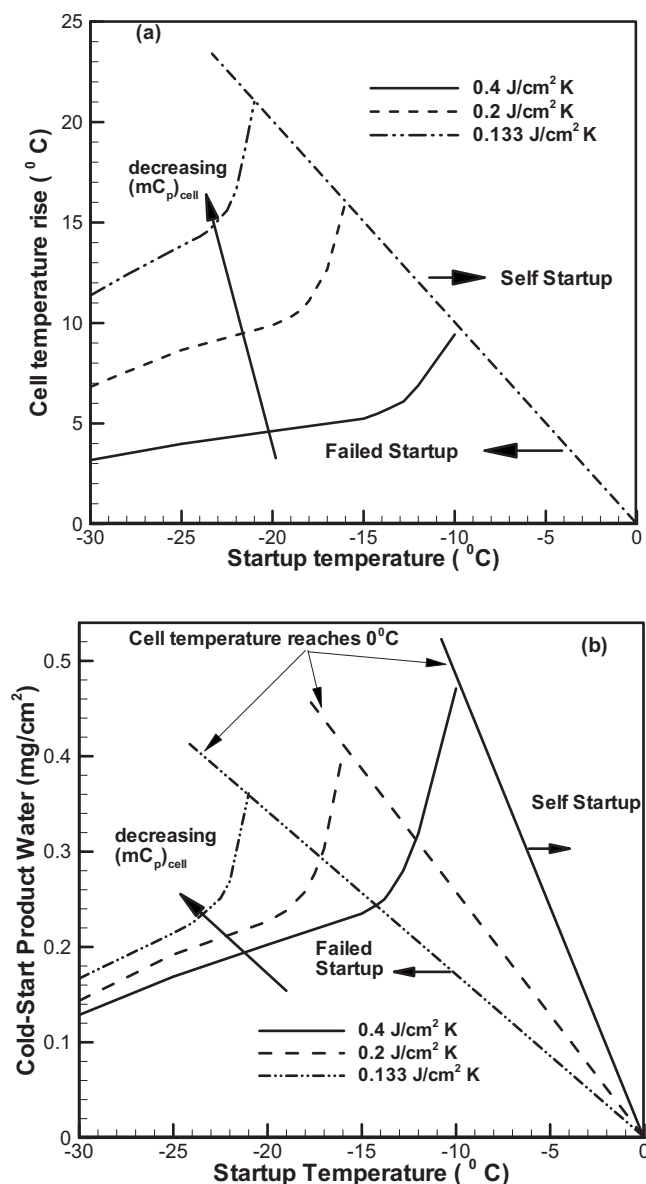 (a)
25
20
15
10
5
0
Cell temperature rise ( ⁰ C)
0.4 J/cm² K
0.2 J/cm² K
0.133 J/cm² K
decreasing
(mCₚ)cell
Self Startup
Failed Startup
-30 -25 -20 -15 -10 -5 0
Startup temperature ( ⁰C)
Cell temperature reaches 0⁰C
(b)
0.5
0.4
0.3
0.2
0.1
0
Cold-Start Product Water (mg/cm²)
Self Startup
decreasing
(mCₚ)cell
Failed
Startup
0.4 J/cm² K
0.2 J/cm² K
0.133 J/cm² K
-30 -25 -20 -15 -10 -5 0
Startup Temperature ( ⁰ C)